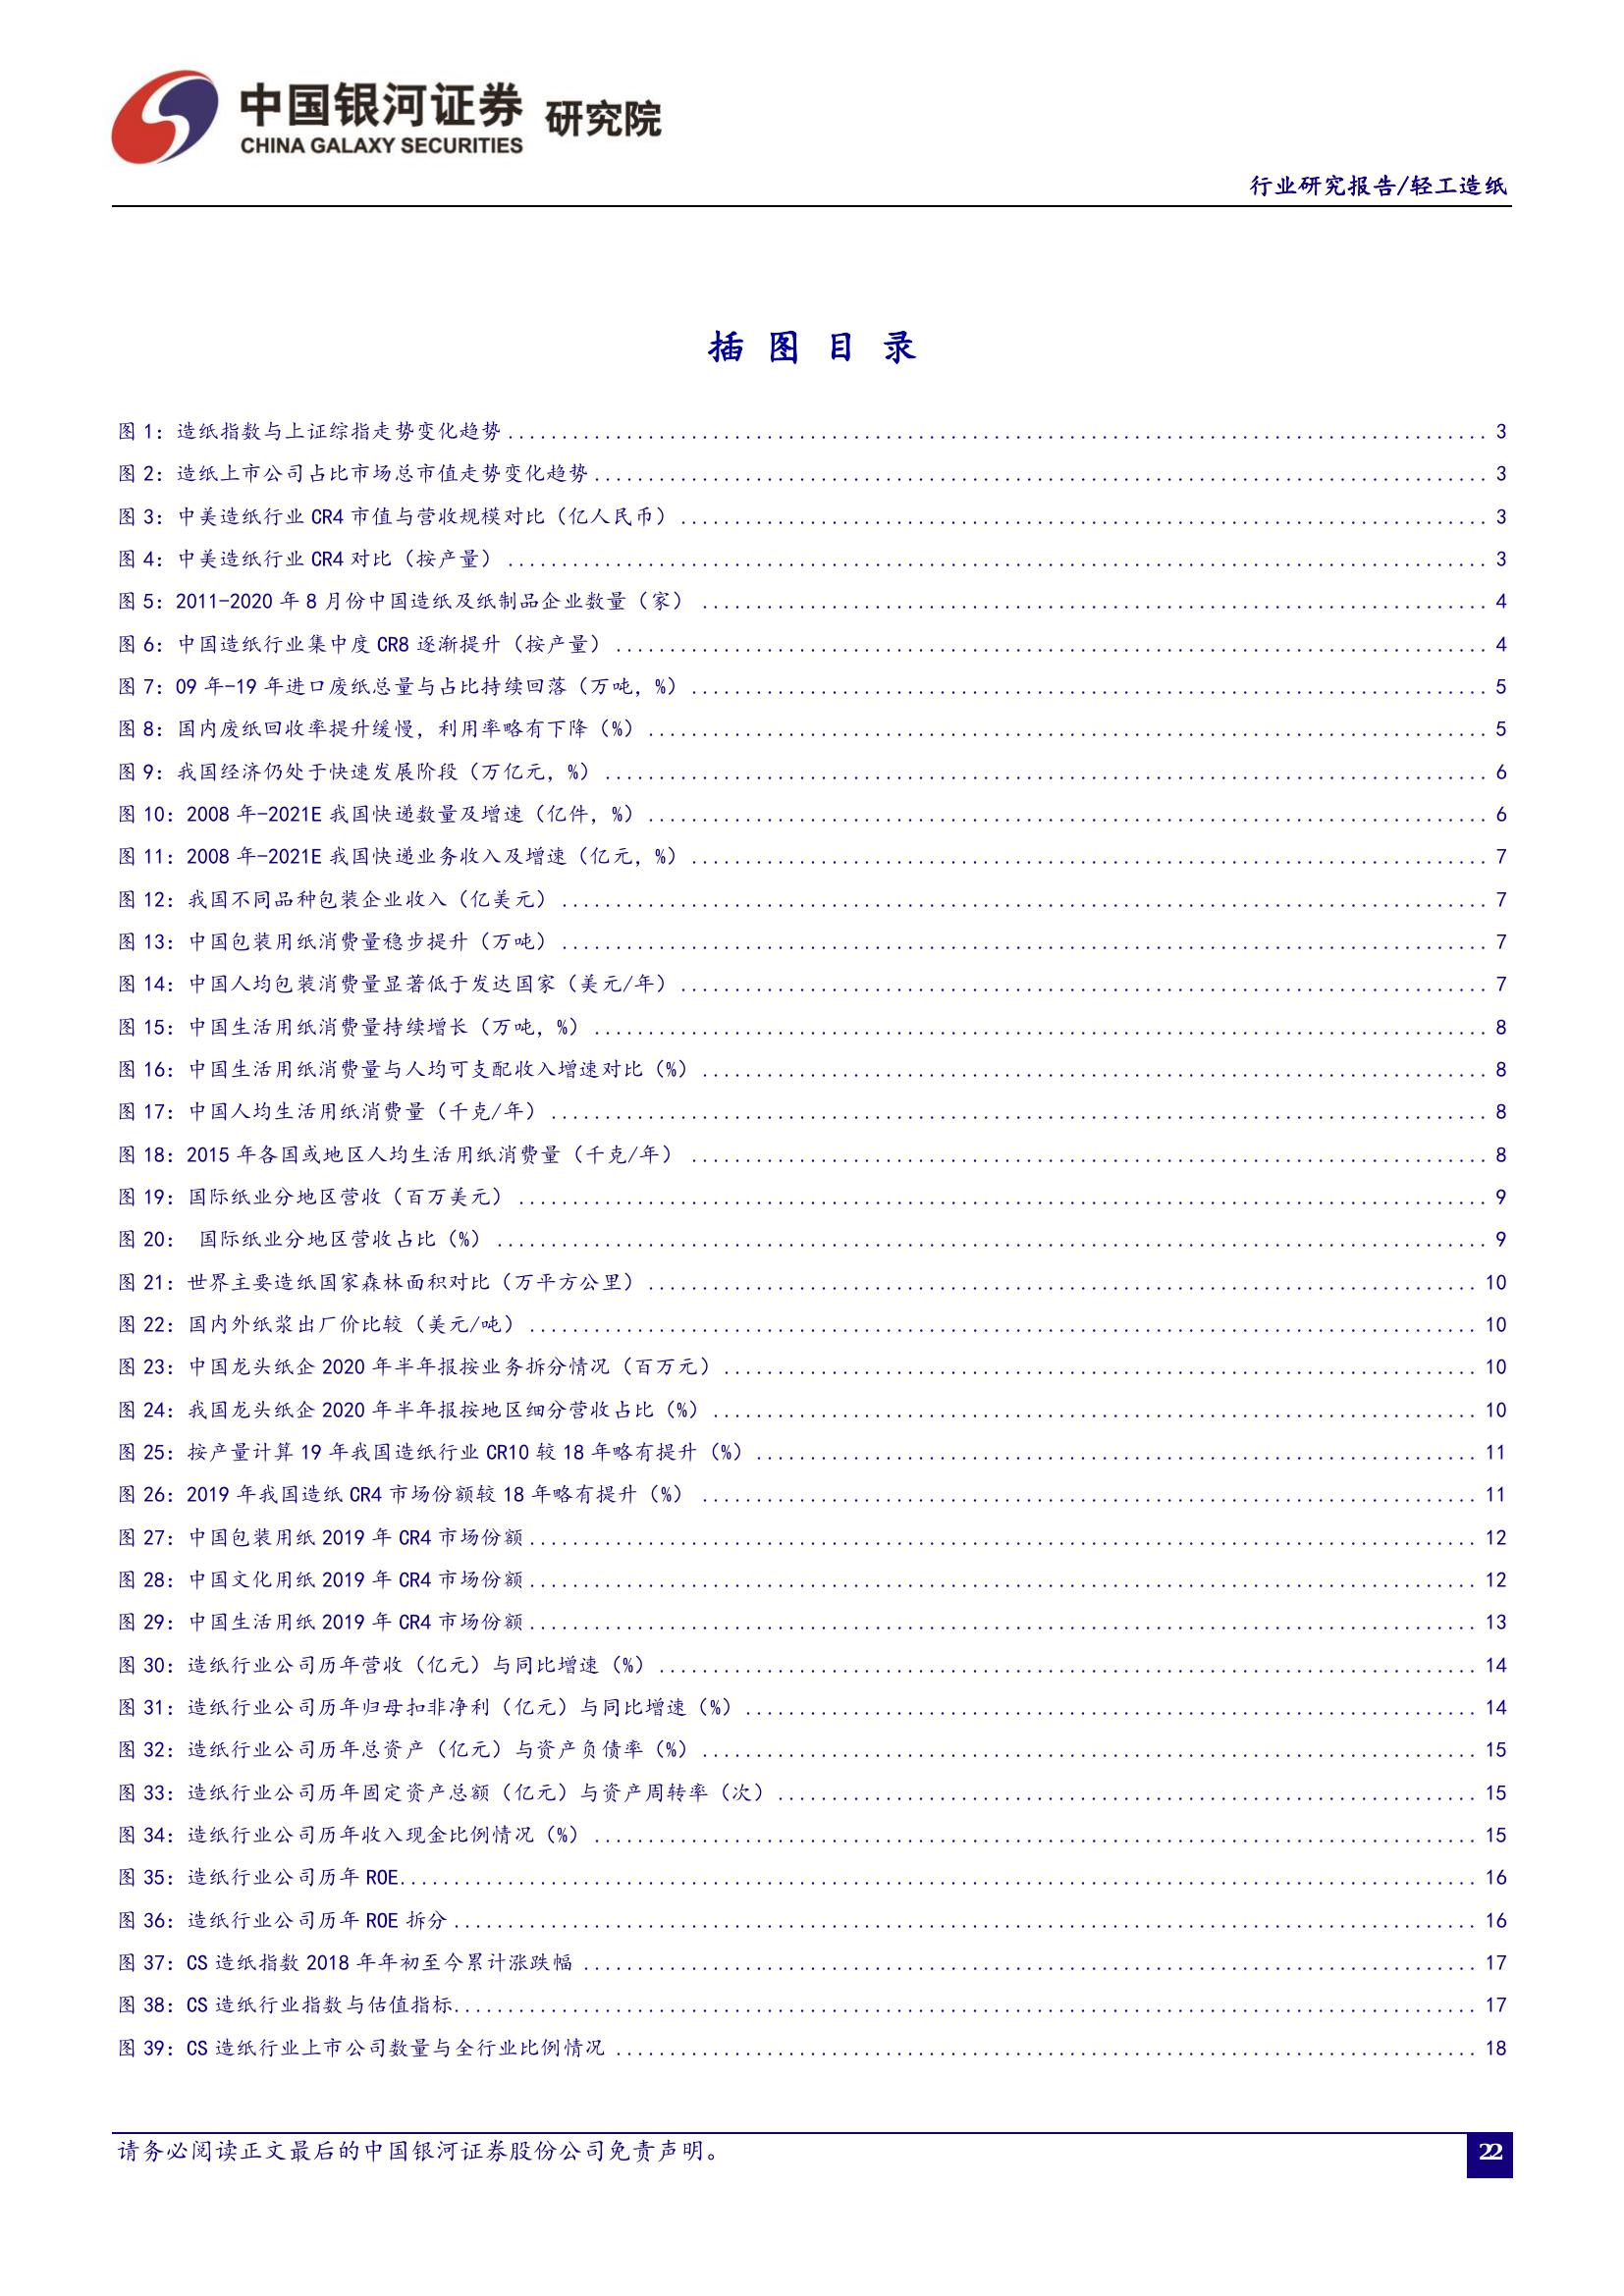 中国银河证券 研究院
CHINA GALAXY SECURITIES
行业研究报告/轻工造纸
插 图 目 录
图 1：造纸指数与上证综指走势变化趋势 3
图 2：造纸上市公司占比市场总市值走势变化趋势 3
图 3：中美造纸行业 CR4 市值与营收规模对比（亿人民币） 3
图 4：中美造纸行业 CR4 对比（按产量） 3
图 5：2011-2020 年 8 月份中国造纸及纸制品企业数量（家） 4
图 6：中国造纸行业集中度 CR8 逐渐提升（按产量） 4
图 7：09 年-19 年进口废纸总量与占比持续回落（万吨，%） 5
图 8：国内废纸回收率提升缓慢，利用率略有下降（%） 5
图 9：我国经济仍处于快速发展阶段（万亿元，%） 6
图 10：2008 年-2021E 我国快递数量及增速（亿件，%） 6
图 11：2008 年-2021E 我国快递业务收入及增速（亿元，%） 7
图 12：我国不同品种包装企业收入（亿美元） 7
图 13：中国包装用纸消费量稳步提升（万吨） 7
图 14：中国人均包装消费量显著低于发达国家（美元/年） 7
图 15：中国生活用纸消费量持续增长（万吨，%） 8
图 16：中国生活用纸消费量与人均可支配收入增速对比（%） 8
图 17：中国人均生活用纸消费量（千克/年） 8
图 18：2015 年各国或地区人均生活用纸消费量（千克/年） 8
图 19：国际纸业分地区营收（百万美元） 9
图 20： 国际纸业分地区营收占比（%） 9
图 21：世界主要造纸国家森林面积对比（万平方公里） 10
图 22：国内外纸浆出厂价比较（美元/吨） 10
图 23：中国龙头纸企 2020 年半年报按业务拆分情况（百万元） 10
图 24：我国龙头纸企 2020 年半年报按地区细分营收占比（%） 10
图 25：按产量计算 19 年我国造纸行业 CR10 较 18 年略有提升（%） 11
图 26：2019 年我国造纸 CR4 市场份额较 18 年略有提升（%） 11
图 27：中国包装用纸 2019 年 CR4 市场份额 12
图 28：中国文化用纸 2019 年 CR4 市场份额 12
图 29：中国生活用纸 2019 年 CR4 市场份额 13
图 30：造纸行业公司历年营收（亿元）与同比增速（%） 14
图 31：造纸行业公司历年归母扣非净利（亿元）与同比增速（%） 14
图 32：造纸行业公司历年总资产（亿元）与资产负债率（%） 15
图 33：造纸行业公司历年固定资产总额（亿元）与资产周转率（次） 15
图 34：造纸行业公司历年收入现金比例情况（%） 15
图 35：造纸行业公司历年 ROE 16
图 36：造纸行业公司历年 ROE 拆分 16
图 37：CS 造纸指数 2018 年年初至今累计涨跌幅 17
图 38：CS 造纸行业指数与估值指标 17
图 39：CS 造纸行业上市公司数量与全行业比例情况 18
请务必阅读正文最后的中国银河证券股份公司免责声明。
22